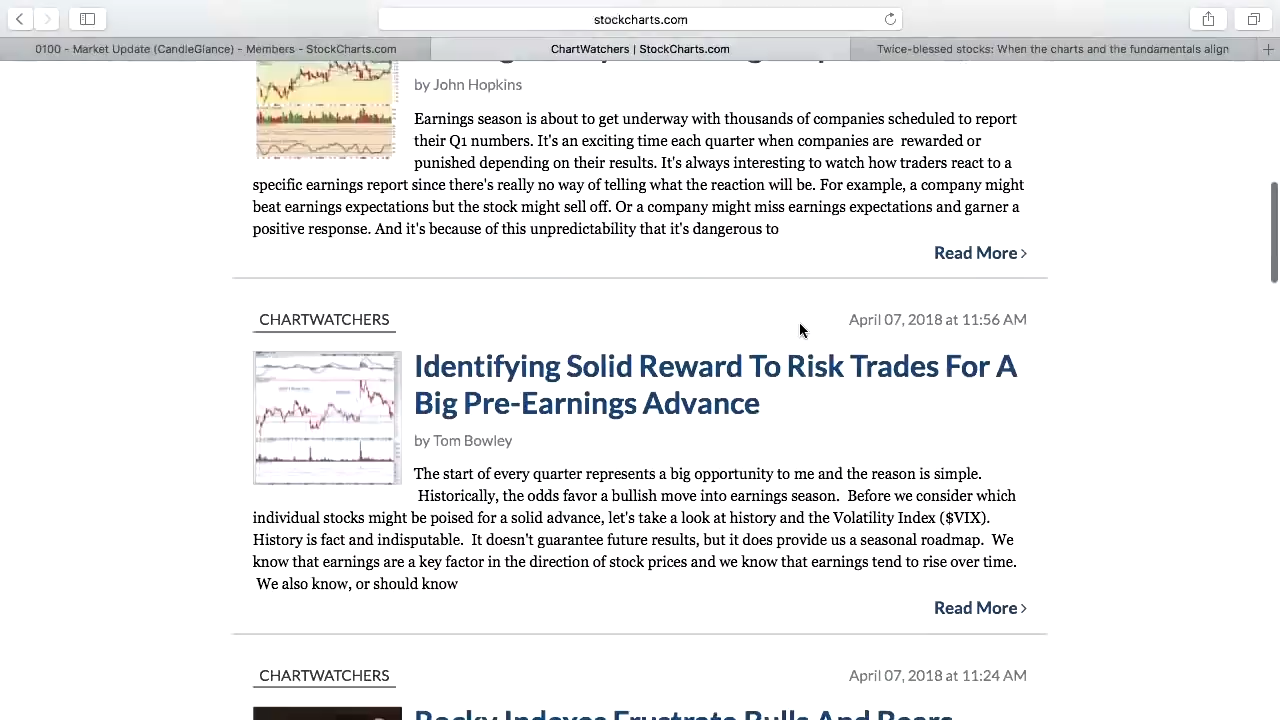 stockcharts.com
0100 - Market Update (CandleGlance) - Members - StockCharts.com
ChartWatchers | StockCharts.com
Twice-blessed stocks: When the charts and the fundamentals align
by John Hopkins
Earnings season is about to get underway with thousands of companies scheduled to report
their Q1 numbers. It's an exciting time each quarter when companies are  rewarded or
punished depending on their results. It's always interesting to watch how traders react to a
specific earnings report since there's really no way of telling what the reaction will be. For example, a company might
beat earnings expectations but the stock might sell off. Or a company might miss earnings expectations and garner a
positive response. And it's because of this unpredictability that it's dangerous to
Read More ›
CHARTWATCHERS
April 07, 2018 at 11:56 AM
Identifying Solid Reward To Risk Trades For A
Big Pre-Earnings Advance
by Tom Bowley
The start of every quarter represents a big opportunity to me and the reason is simple.
Historically, the odds favor a bullish move into earnings season.  Before we consider which
individual stocks might be poised for a solid advance, let's take a look at history and the Volatility Index ($VIX).
History is fact and indisputable.  It doesn't guarantee future results, but it does provide us a seasonal roadmap.  We
know that earnings are a key factor in the direction of stock prices and we know that earnings tend to rise over time.
We also know, or should know
Read More ›
CHARTWATCHERS
April 07, 2018 at 11:24 AM
Rocky Indexes Frustrate Bulls And Bears